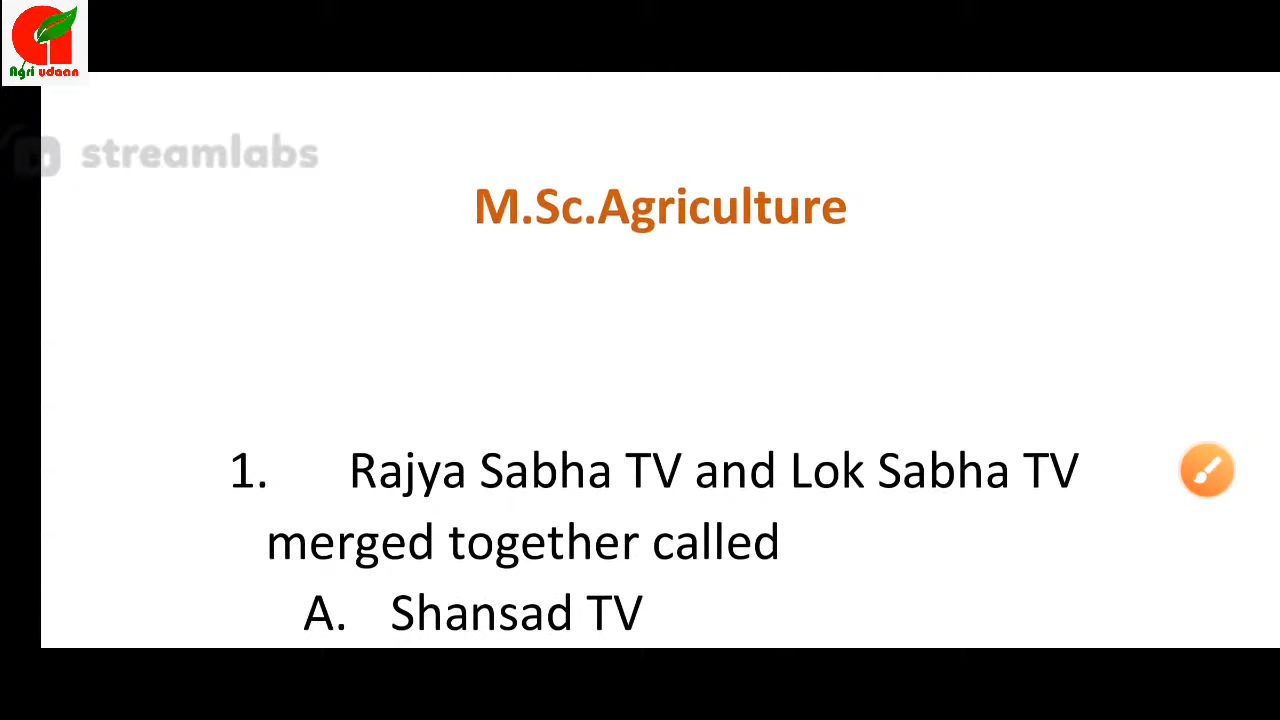 Agri udaan
streamlabs
M.Sc.Agriculture
1. Rajya Sabha TV and Lok Sabha TV
merged together called
A. Shansad TV